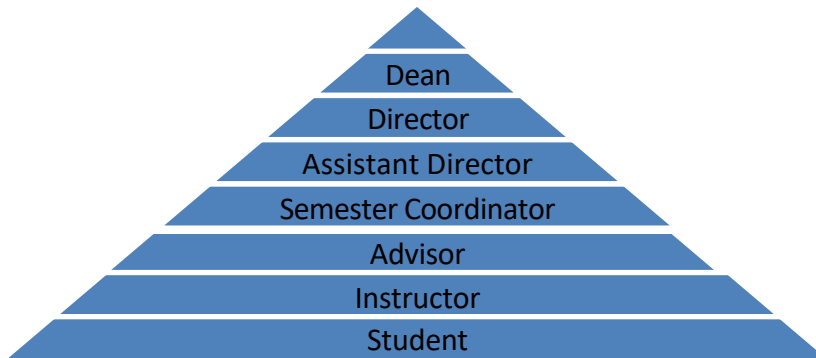 Dean
Director
Assistant Director
Semester Coordinator
Advisor
Instructor
Student